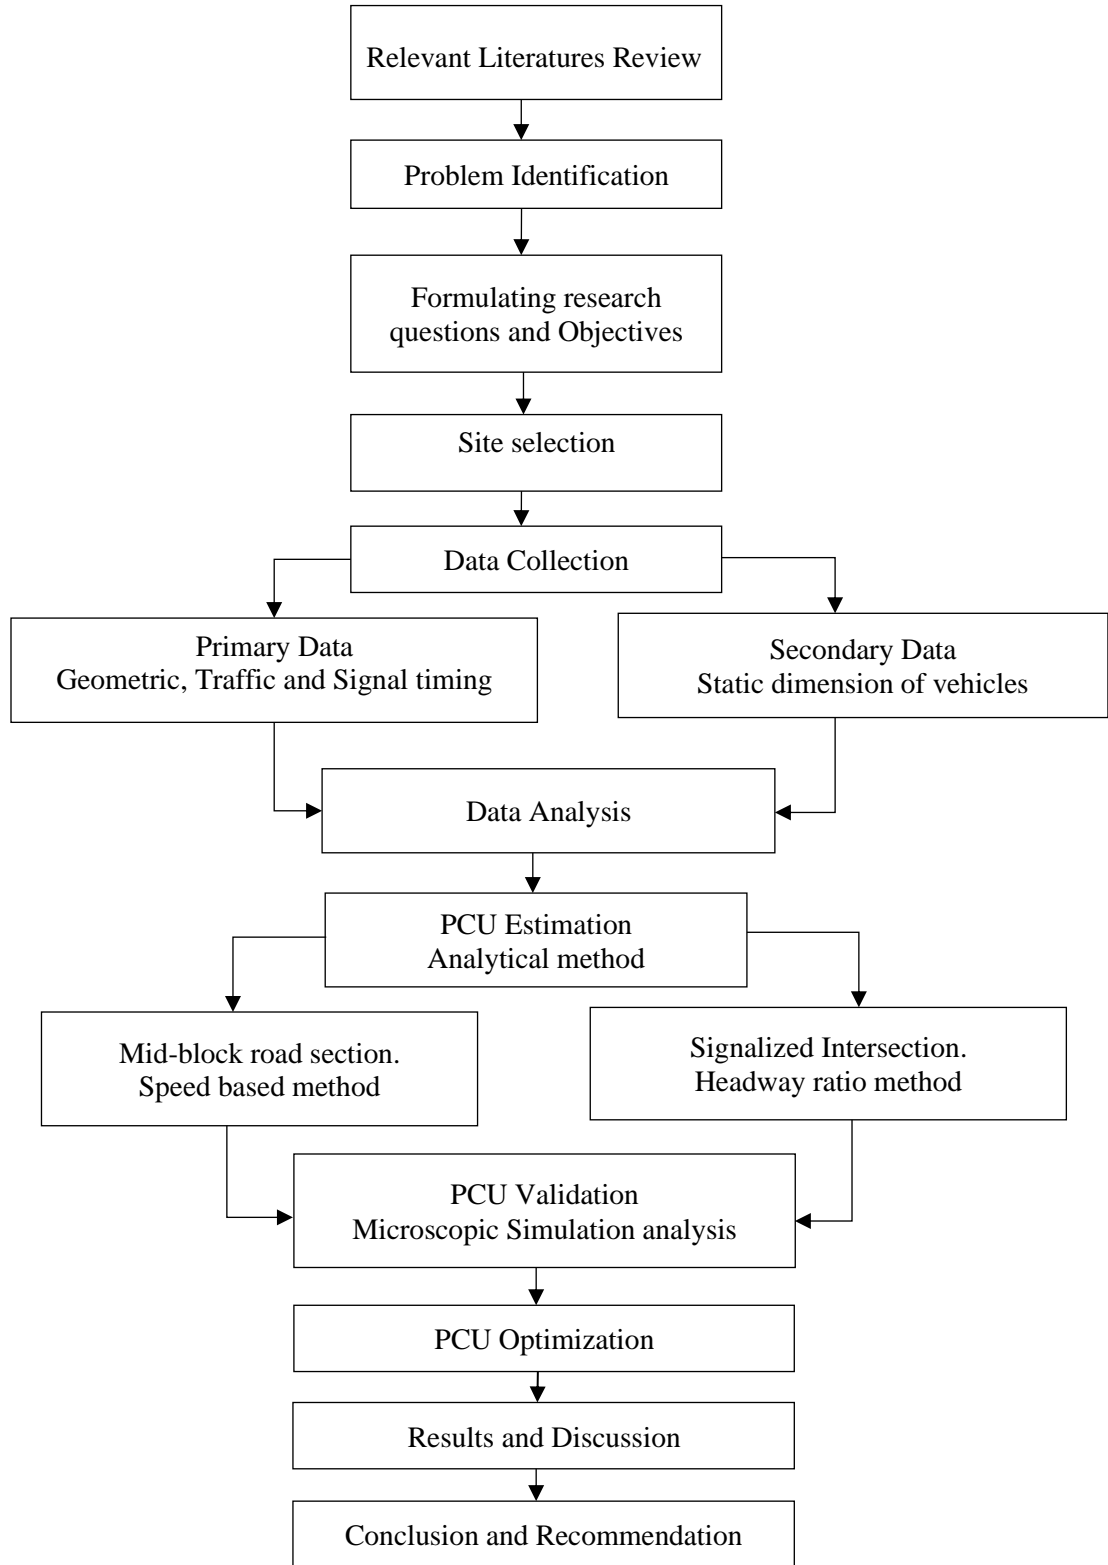 Relevant Literatures Review
Problem Identification
Formulating research
questions and Objectives
Site selection
Data Collection
Primary Data
Geometric, Traffic and Signal timing
Secondary Data
Static dimension of vehicles
Data Analysis
PCU Estimation
Analytical method
Mid-block road section.
Speed based method
Signalized Intersection.
Headway ratio method
PCU Validation
Microscopic Simulation analysis
PCU Optimization
Results and Discussion
Conclusion and Recommendation